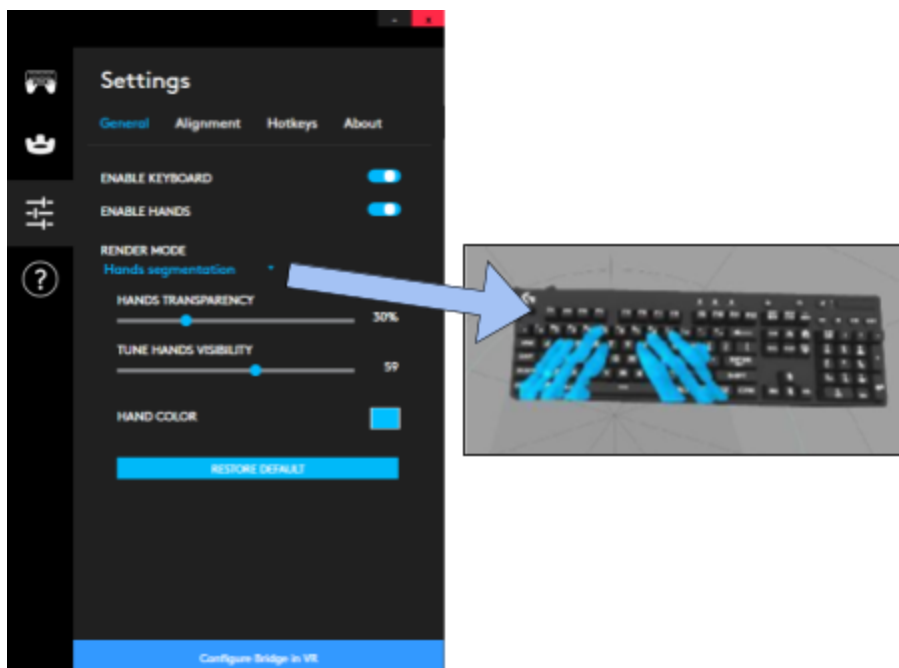 Settings
General Alignment Hotkeys About
ENABLE KEYBOARD
ENABLE HANDS
RENDER MODE
Hands segmentation
HANDS TRANSPARENCY
30%
TUNE HANDS VISIBILITY
59
HAND COLOR
RESTORE DEFAULT
Configure Bridge in VR